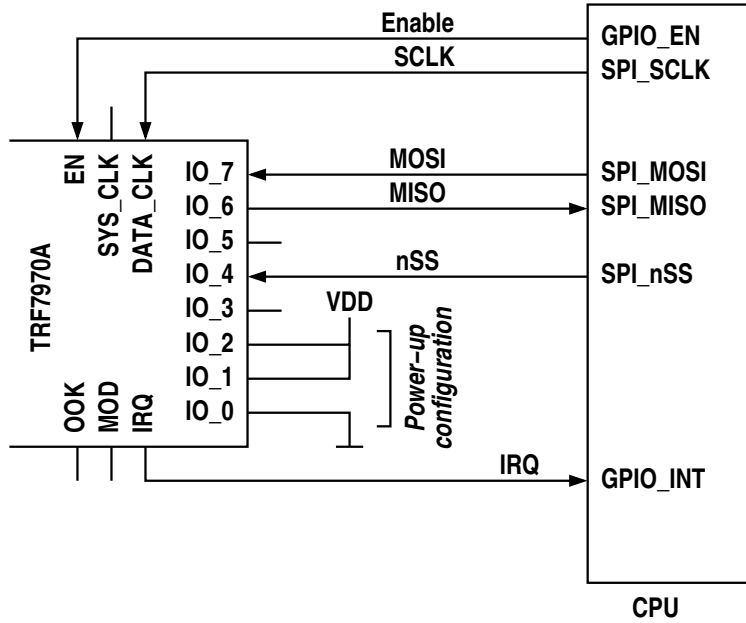 Enable
GPIO_EN
SCLK
SPI_SCLK
EN
SYS_CLK
DATA_CLK
IO_7
MOSI
SPI_MOSI
IO_6
MISO
SPI_MISO
IO_5
IO_4
nSS
SPI_nSS
IO_3
VDD
TRF7970A
IO_2
IO_1
IO_0
Power-up
configuration
OOK
MOD
IRQ
IRQ
GPIO_INT
CPU